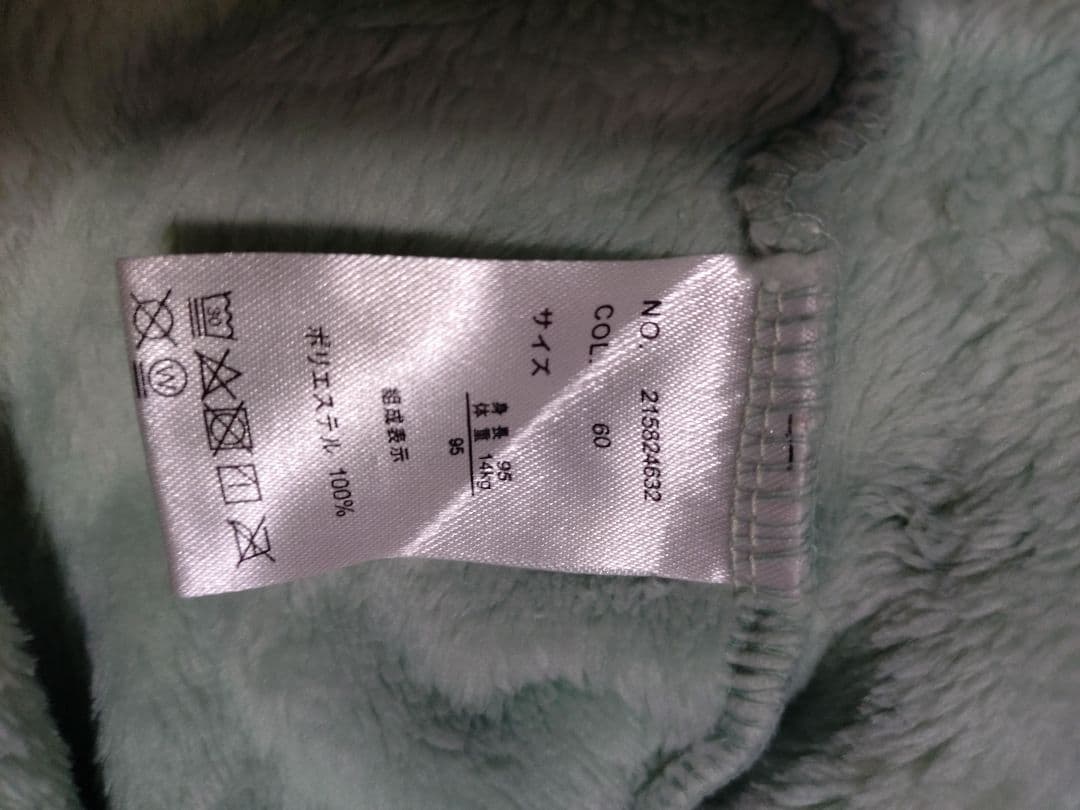 NO. 215824632
COL. 60
サイズ
身長 95
体重 14kg
95
組成表示
ポリエステル 100%
30
W